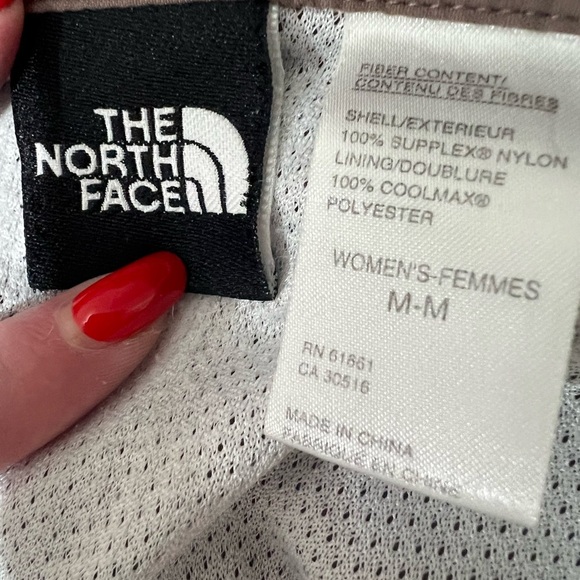 THE
NORTH
FACE
FIBER CONTENT/
CONTENU DES FIBRES
SHELL/EXTERIEUR
100% SUPPLEX® NYLON
LINING/DOUBLURE
100% COOLMAX®
POLYESTER
WOMEN'S-FEMMES
M-M
RN 61661
CA 30516
MADE IN CHINA
FABRIQUE EN CHINE